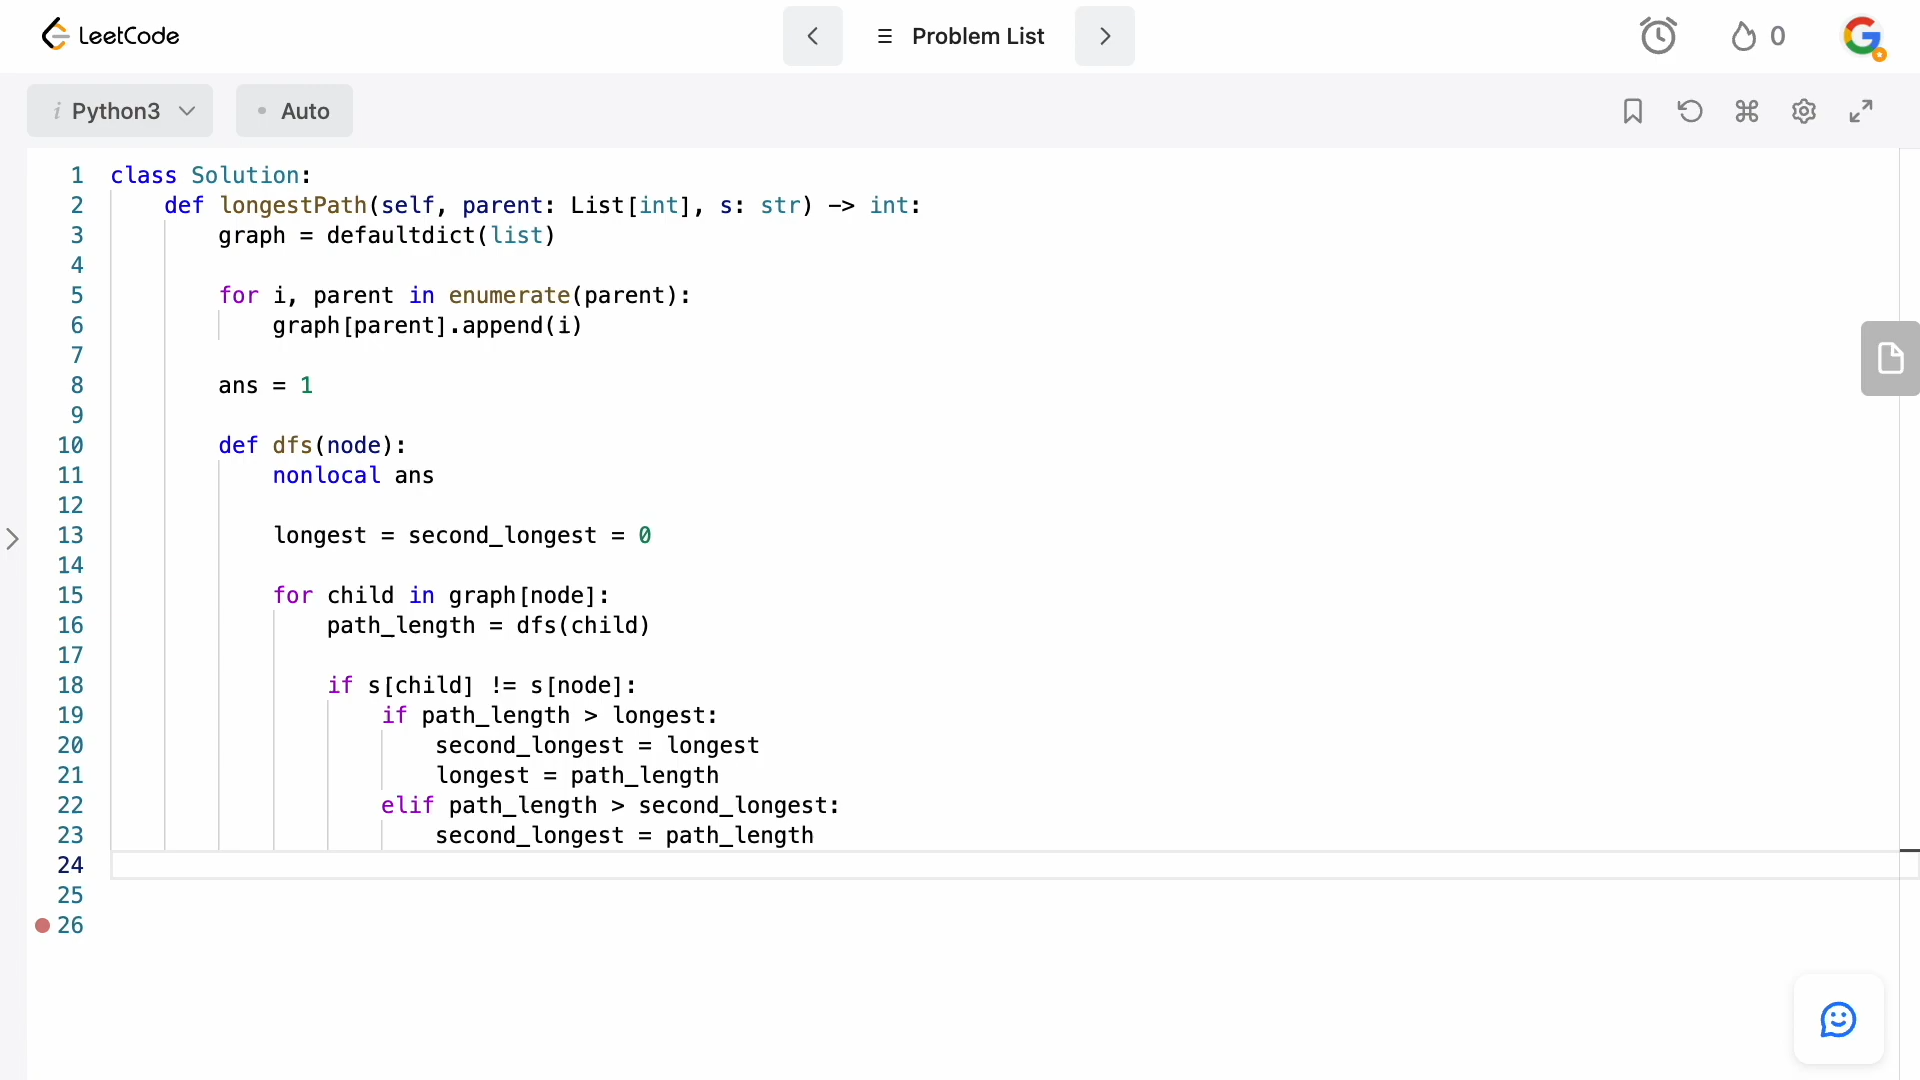 LeetCode
Problem List
0
i Python3
Auto
1 class Solution:
2     def longestPath(self, parent: List[int], s: str) -> int:
3         graph = defaultdict(list)
4
5         for i, parent in enumerate(parent):
6             graph[parent].append(i)
7
8         ans = 1
9
10         def dfs(node):
11             nonlocal ans
12
13             longest = second_longest = 0
14
15             for child in graph[node]:
16                 path_length = dfs(child)
17
18                 if s[child] != s[node]:
19                     if path_length > longest:
20                         second_longest = longest
21                         longest = path_length
22                     elif path_length > second_longest:
23                         second_longest = path_length
24
25
26